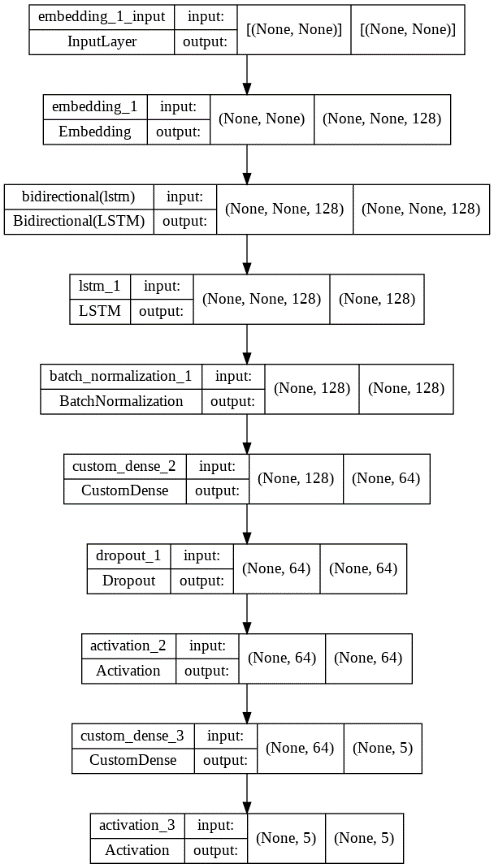 embedding_1_input input: [(None, None)] [(None, None)]
InputLayer output:
embedding_1 input: (None, None) (None, None, 128)
Embedding output:
bidirectional(lstm) input: (None, None, 128) (None, None, 128)
Bidirectional(LSTM) output:
lstm_1 input: (None, None, 128) (None, 128)
LSTM output:
batch_normalization_1 input: (None, 128) (None, 128)
BatchNormalization output:
custom_dense_2 input: (None, 128) (None, 64)
CustomDense output:
dropout_1 input: (None, 64) (None, 64)
Dropout output:
activation_2 input: (None, 64) (None, 64)
Activation output:
custom_dense_3 input: (None, 64) (None, 5)
CustomDense output:
activation_3 input: (None, 5) (None, 5)
Activation output: